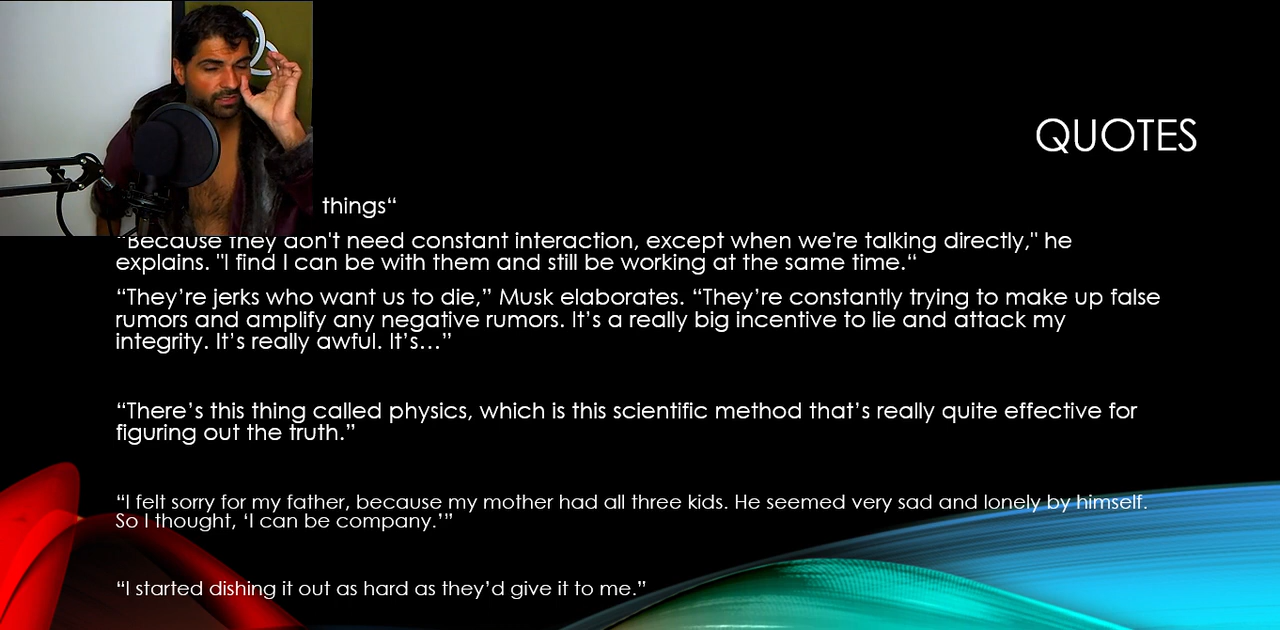 QUOTES
things“
“Because they don't need constant interaction, except when we're talking directly," he
explains. "I find I can be with them and still be working at the same time.“
“They’re jerks who want us to die,” Musk elaborates. “They’re constantly trying to make up false
rumors and amplify any negative rumors. It’s a really big incentive to lie and attack my
integrity. It’s really awful. It’s…”
“There’s this thing called physics, which is this scientific method that’s really quite effective for
figuring out the truth.”
“I felt sorry for my father, because my mother had all three kids. He seemed very sad and lonely by himself.
So I thought, ‘I can be company.’”
“I started dishing it out as hard as they’d give it to me.”